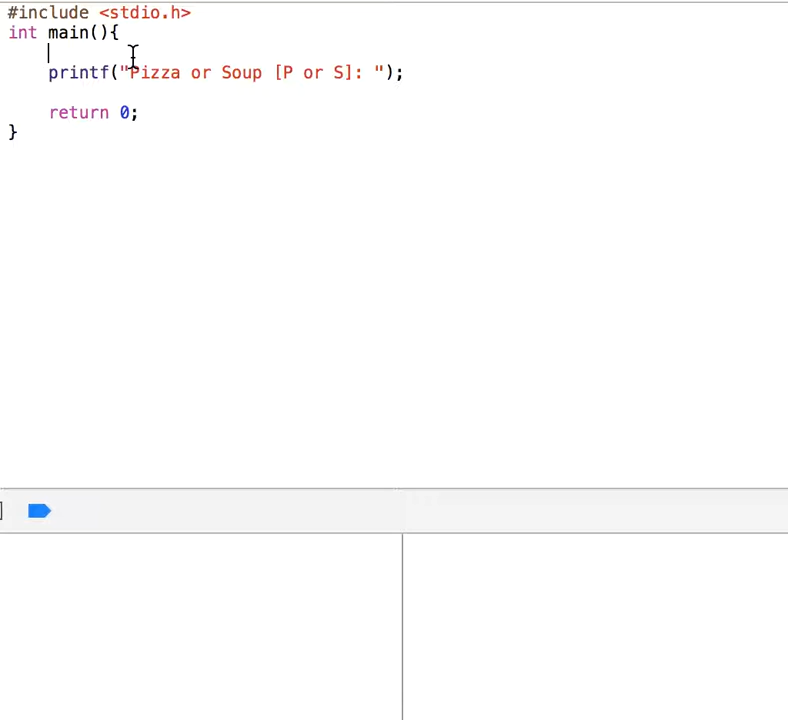 #include <stdio.h>
int main(){
printf("Pizza or Soup [P or S]: ");
return 0;
}